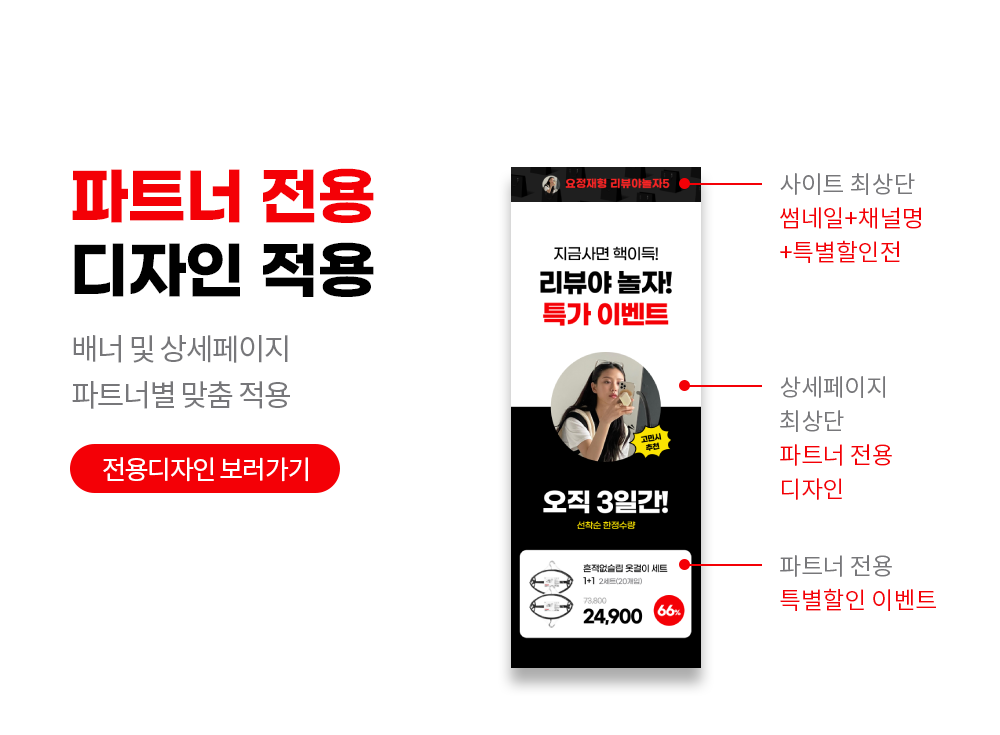 파트너 전용
디자인 적용
배너 및 상세페이지
파트너별 맞춤 적용
전용디자인 보러가기
요정재형 리뷰야놀자5
지금사면 핵이득!
리뷰야 놀자!
특가 이벤트
고민시
추천
오직 3일간!
선착순 한정수량
흔적없슬림 옷걸이 세트
1+1 2세트(20개입)
73,800
24,900
66%
사이트 최상단
썸네일+채널명
+특별할인전
상세페이지
최상단
파트너 전용
디자인
파트너 전용
특별할인 이벤트